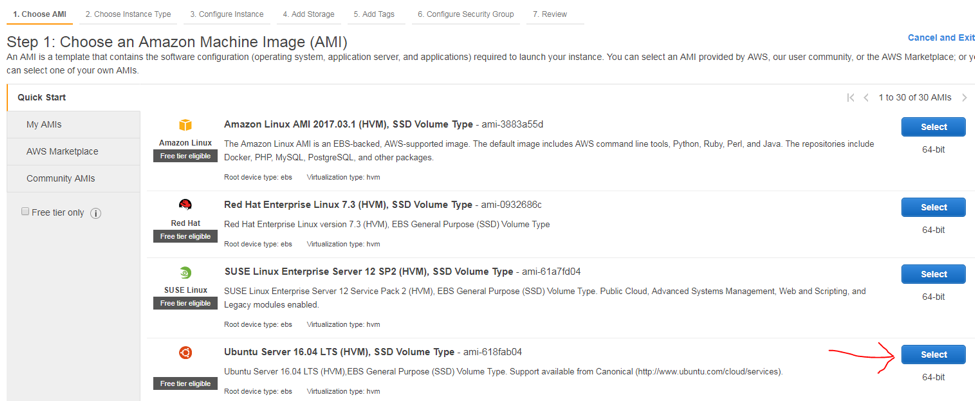 1. Choose AMI 2. Choose Instance Type 3. Configure Instance 4. Add Storage 5. Add Tags 6. Configure Security Group 7. Review
Step 1: Choose an Amazon Machine Image (AMI)
Cancel and Exit
An AMI is a template that contains the software configuration (operating system, application server, and applications) required to launch your instance. You can select an AMI provided by AWS, our user community, or the AWS Marketplace; or yo
can select one of your own AMIs.
Quick Start
1 to 30 of 30 AMIs
My AMIs
AWS Marketplace
Community AMIs
Free tier only
Amazon Linux
Free tier eligible
Amazon Linux AMI 2017.03.1 (HVM), SSD Volume Type - ami-3883a55d
The Amazon Linux AMI is an EBS-backed, AWS-supported image. The default image includes AWS command line tools, Python, Ruby, Perl, and Java. The repositories include
Docker, PHP, MySQL, PostgreSQL, and other packages.
Root device type: ebs Virtualization type: hvm
Select
64-bit
Red Hat
Free tier eligible
Red Hat Enterprise Linux 7.3 (HVM), SSD Volume Type - ami-0932686c
Red Hat Enterprise Linux version 7.3 (HVM), EBS General Purpose (SSD) Volume Type
Root device type: ebs Virtualization type: hvm
Select
64-bit
SUSE Linux
Free tier eligible
SUSE Linux Enterprise Server 12 SP2 (HVM), SSD Volume Type - ami-61a7fd04
SUSE Linux Enterprise Server 12 Service Pack 2 (HVM), EBS General Purpose (SSD) Volume Type. Public Cloud, Advanced Systems Management, Web and Scripting, and
Legacy modules enabled.
Root device type: ebs Virtualization type: hvm
Select
64-bit
Free tier eligible
Ubuntu Server 16.04 LTS (HVM), SSD Volume Type - ami-618fab04
Ubuntu Server 16.04 LTS (HVM),EBS General Purpose (SSD) Volume Type. Support available from Canonical (http://www.ubuntu.com/cloud/services).
Root device type: ebs Virtualization type: hvm
Select
64-bit